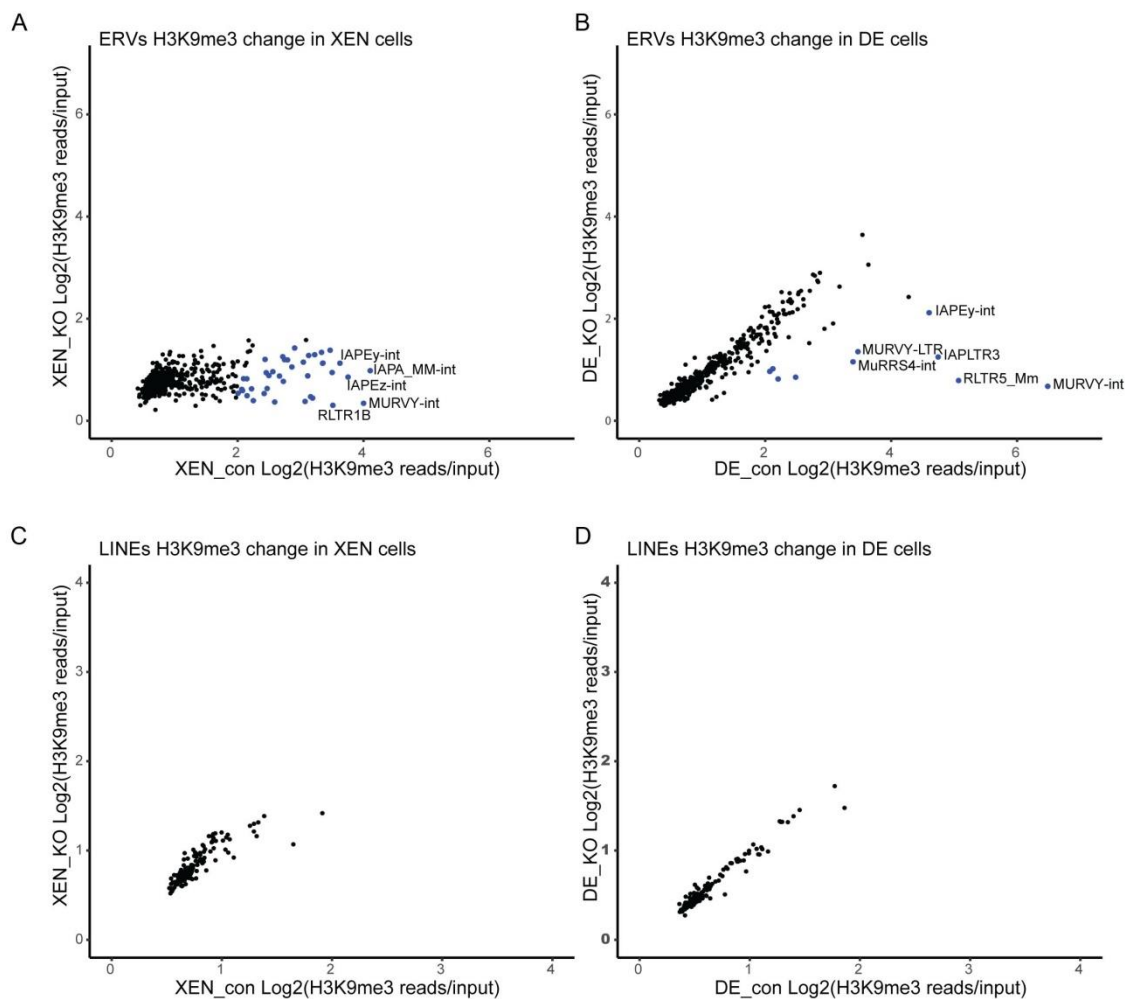 A
ERVs H3K9me3 change in XEN cells
XEN_KO Log2(H3K9me3 reads/input)
6
4
2
0
IAPEy-int
IAPA_MM-int
IAPEz-int
MURVY-int
RLTR1B
0 2 4 6
XEN_con Log2(H3K9me3 reads/input)
B
ERVs H3K9me3 change in DE cells
DE_KO Log2(H3K9me3 reads/input)
6
4
2
0
IAPEy-int
MURVY-LTR
IAPLTR3
MuRRS4-int
RLTR5_Mm
MURVY-int
0 2 4 6
DE_con Log2(H3K9me3 reads/input)
C
LINEs H3K9me3 change in XEN cells
XEN_KO Log2(H3K9me3 reads/input)
4
3
2
1
0
0 1 2 3 4
XEN_con Log2(H3K9me3 reads/input)
D
LINEs H3K9me3 change in DE cells
DE_KO Log2(H3K9me3 reads/input)
4
3
2
1
0
0 1 2 3 4
DE_con Log2(H3K9me3 reads/input)